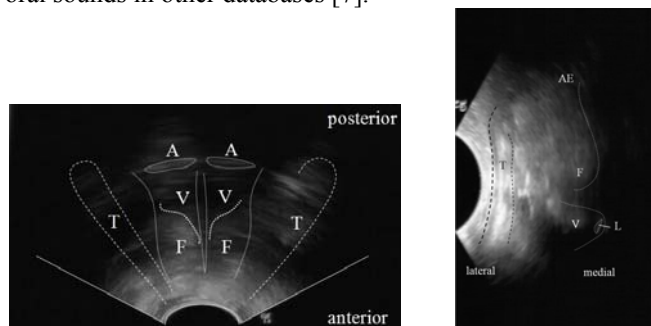 oral sounds in other databases [7].
posterior
A A
V V
T T
F F
anterior
AE
T
F
V L
lateral medial